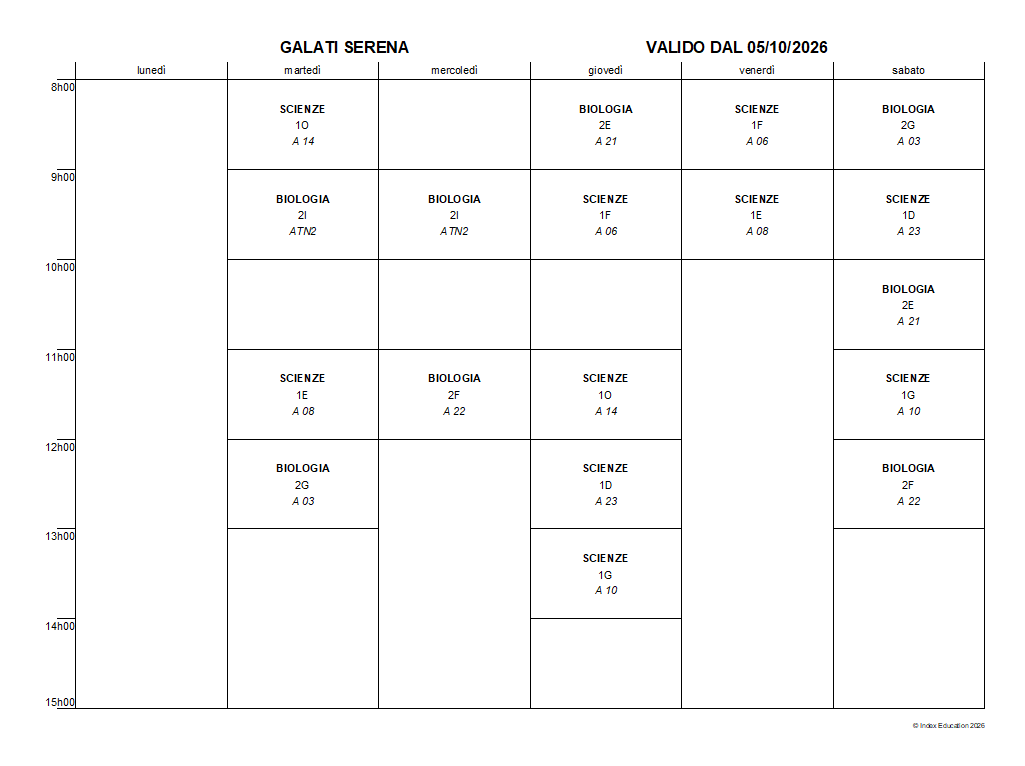 GALATI SERENA VALIDO DAL 05/10/2026
lunedì martedì mercoledì giovedì venerdì sabato
8h00
SCIENZE BIOLOGIA SCIENZE BIOLOGIA
1O 2E 1F 2G
A 14 A 21 A 06 A 03
9h00
BIOLOGIA BIOLOGIA SCIENZE SCIENZE SCIENZE
2I 2I 1F 1E 1D
ATN2 ATN2 A 06 A 08 A 23
10h00
BIOLOGIA
2E
A 21
11h00
SCIENZE BIOLOGIA SCIENZE SCIENZE
1E 2F 1O 1G
A 08 A 22 A 14 A 10
12h00
BIOLOGIA SCIENZE BIOLOGIA
2G 1D 2F
A 03 A 23 A 22
13h00
SCIENZE
1G
A 10
14h00
15h00
© Index Education 2026